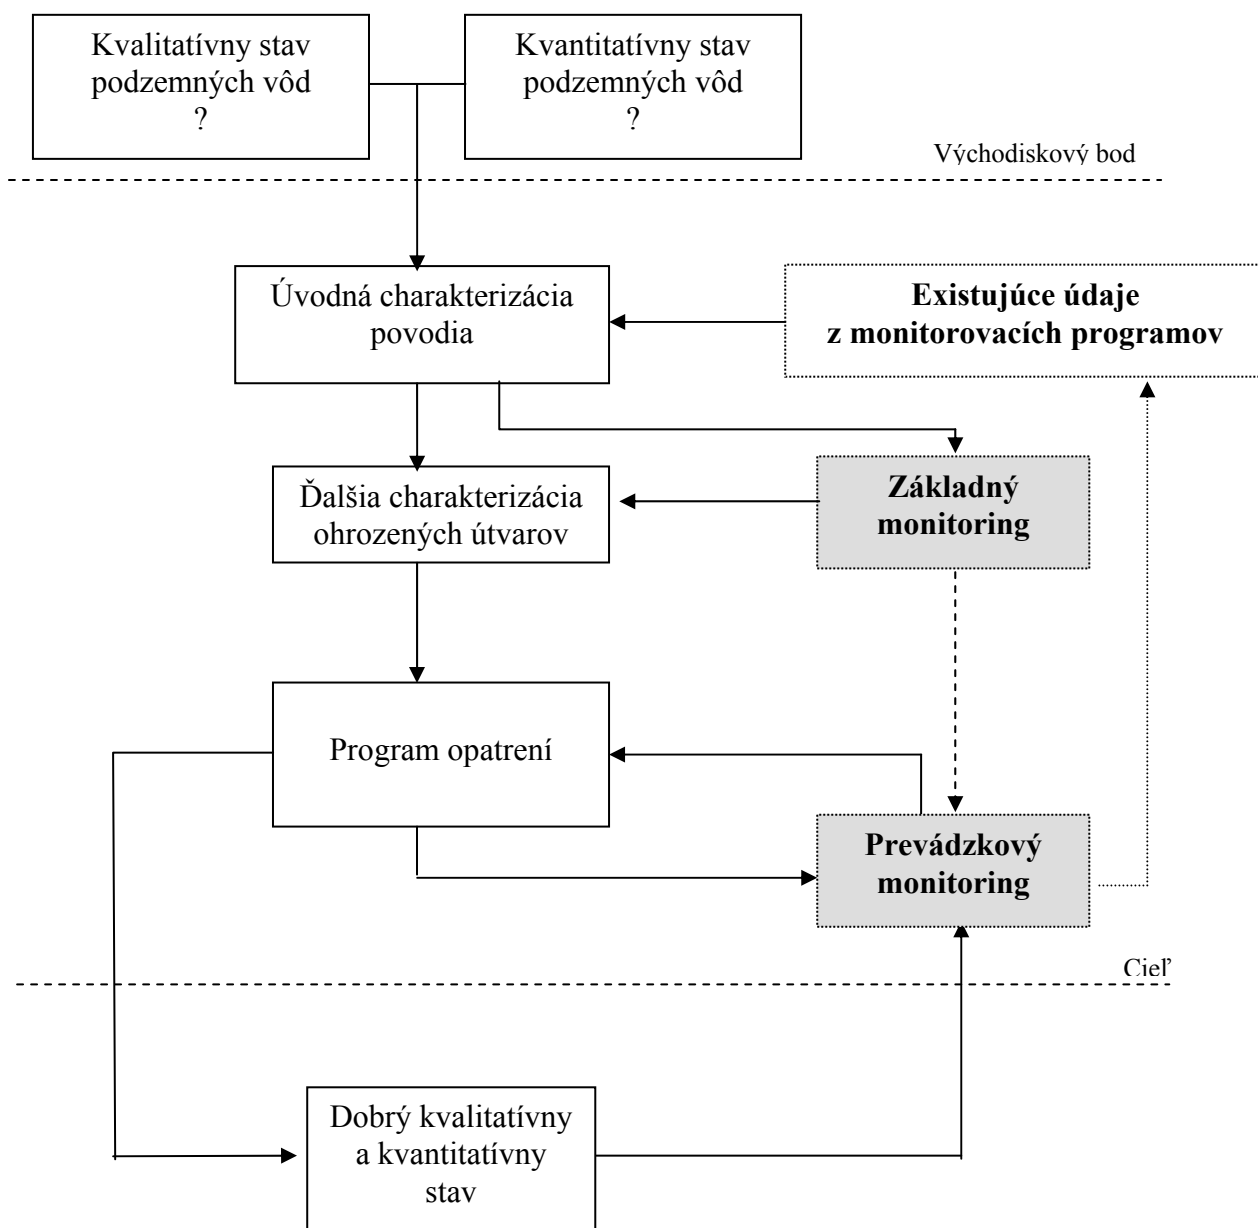 Kvalitatívny stav
podzemných vôd
?
Kvantitatívny stav
podzemných vôd
?
Východiskový bod
Úvodná charakterizácia
povodia
Existujúce údaje
z monitorovacích programov
Ďalšia charakterizácia
ohrozených útvarov
Základný
monitoring
Program opatrení
Prevádzkový
monitoring
Cieľ
Dobrý kvalitatívny
a kvantitatívny
stav